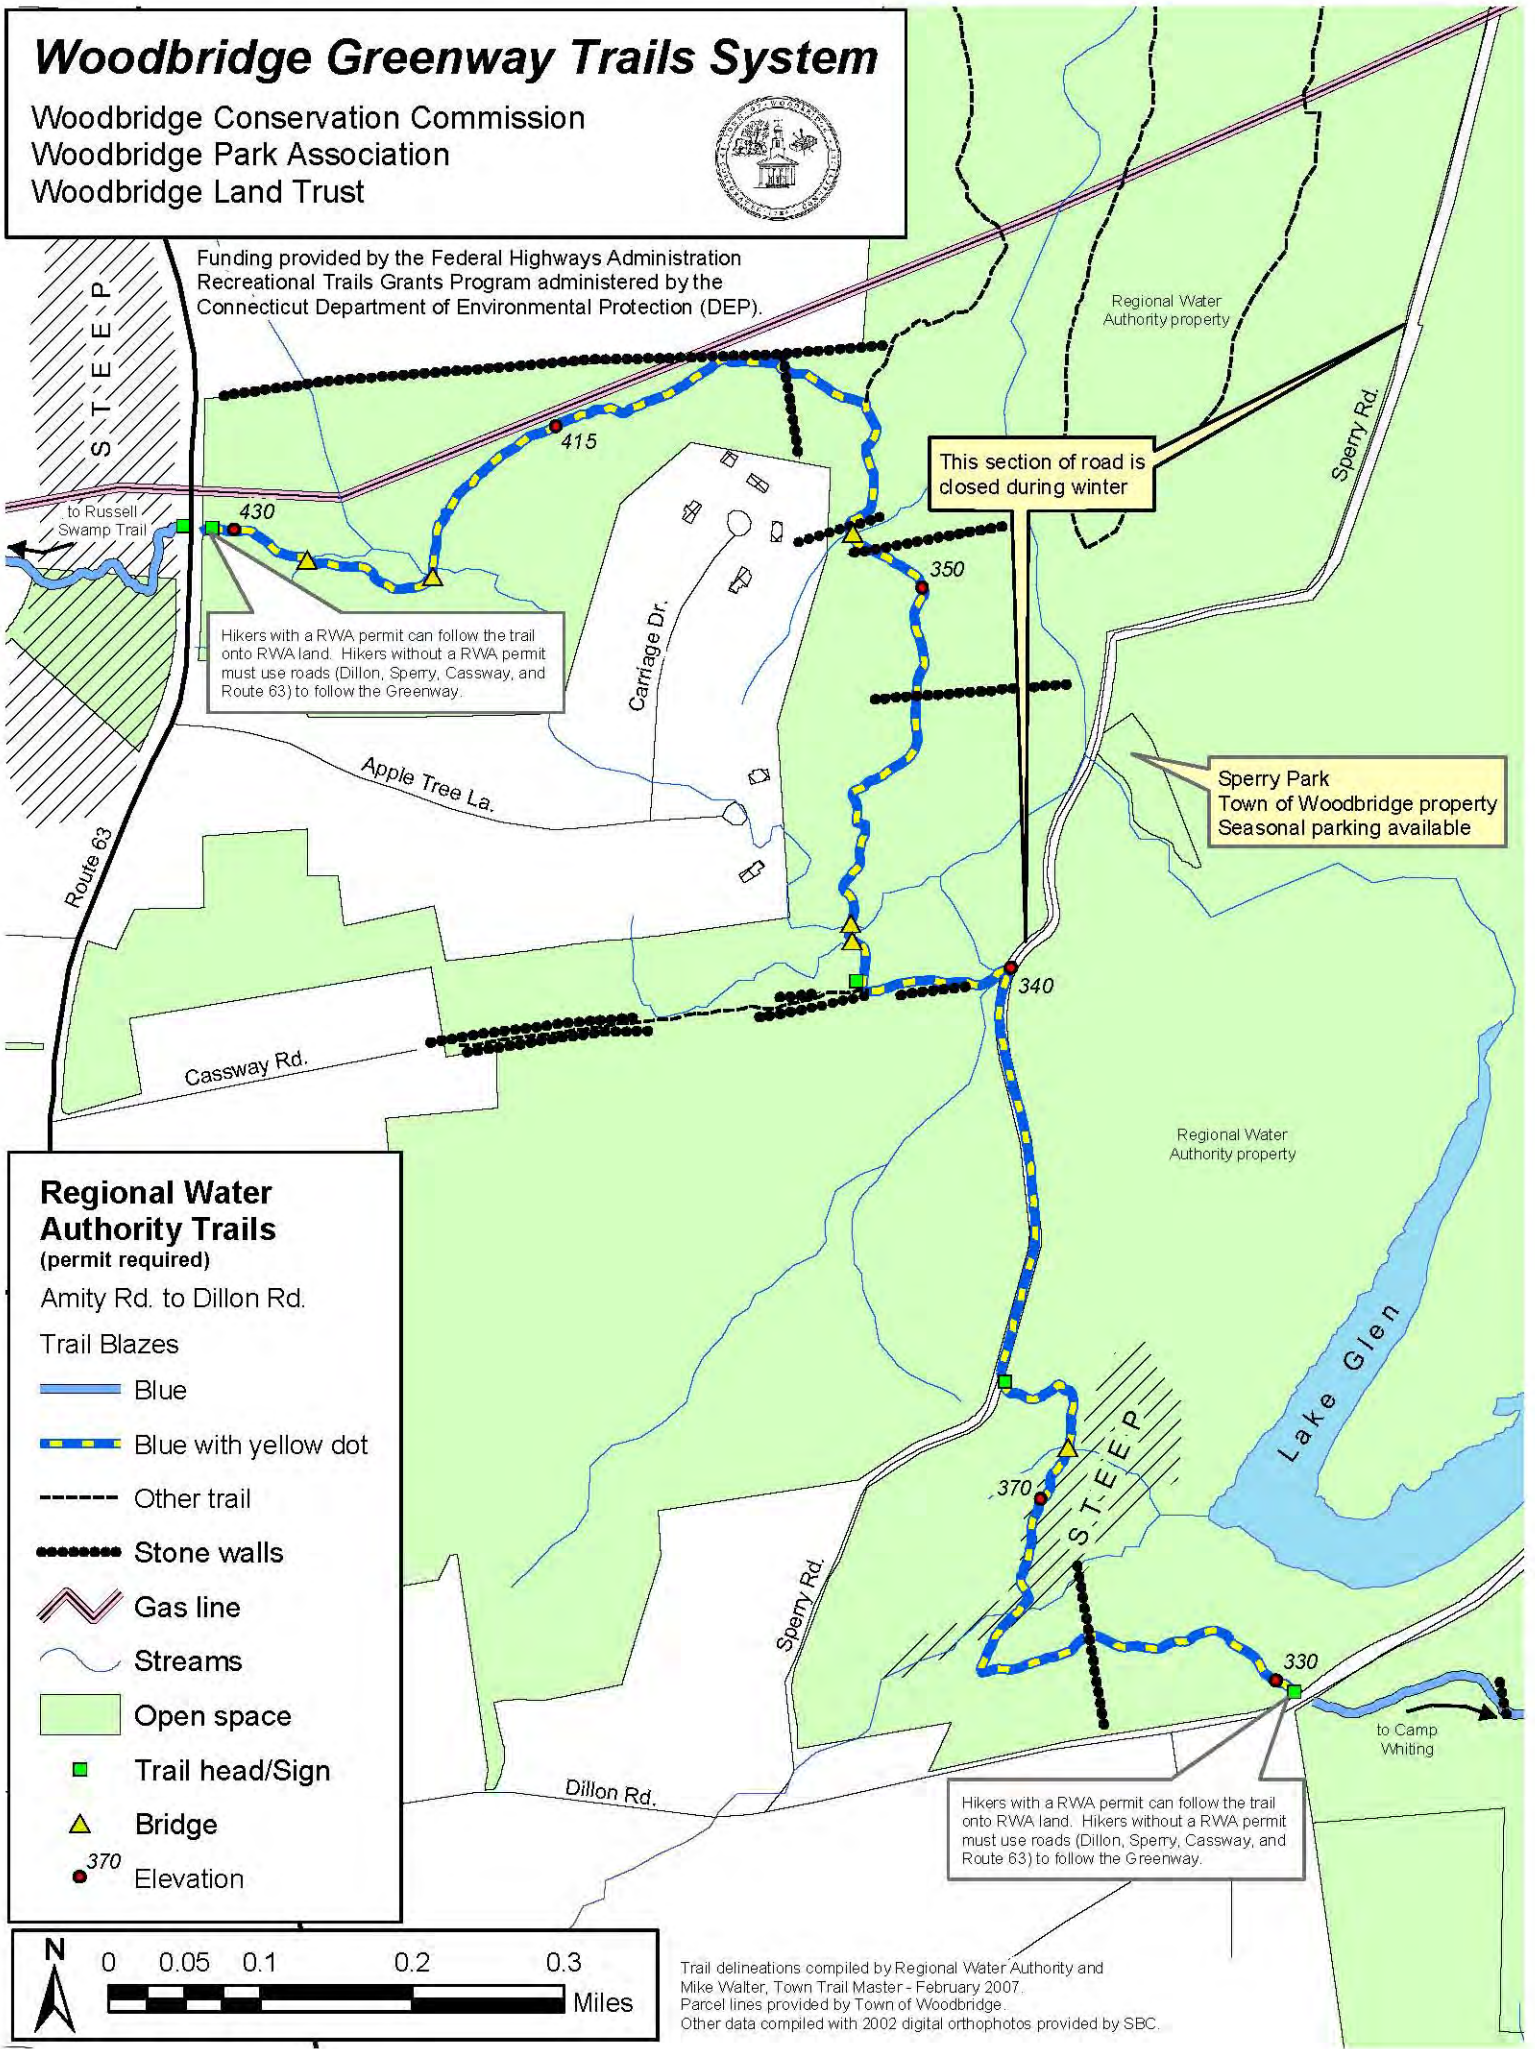 Woodbridge Greenway Trails System
Woodbridge Conservation Commission
Woodbridge Park Association
Woodbridge Land Trust
Funding provided by the Federal Highways Administration
Recreational Trails Grants Program administered by the
Connecticut Department of Environmental Protection (DEP).
STEEP
Regional Water
Authority property
Sperry Rd.
415
This section of road is
closed during winter
to Russell
Swamp Trail
430
350
Hikers with a RWA permit can follow the trail
onto RWA land. Hikers without a RWA permit
must use roads (Dillon, Sperry, Cassway, and
Route 63) to follow the Greenway.
Carriage Dr.
Apple Tree La.
Route 63
Sperry Park
Town of Woodbridge property
Seasonal parking available
340
Cassway Rd.
Regional Water
Authority property
Lake Glen
STEEP
370
Sperry Rd.
330
to Camp
Whiting
Dillon Rd.
Hikers with a RWA permit can follow the trail
onto RWA land. Hikers without a RWA permit
must use roads (Dillon, Sperry, Cassway, and
Route 63) to follow the Greenway.
Regional Water
Authority Trails
(permit required)
Amity Rd. to Dillon Rd.
Trail Blazes
Blue
Blue with yellow dot
Other trail
Stone walls
Gas line
Streams
Open space
Trail head/Sign
Bridge
370
Elevation
N
0 0.05 0.1 0.2 0.3
Miles
Trail delineations compiled by Regional Water Authority and
Mike Walter, Town Trail Master - February 2007.
Parcel lines provided by Town of Woodbridge.
Other data compiled with 2002 digital orthophotos provided by SBC.